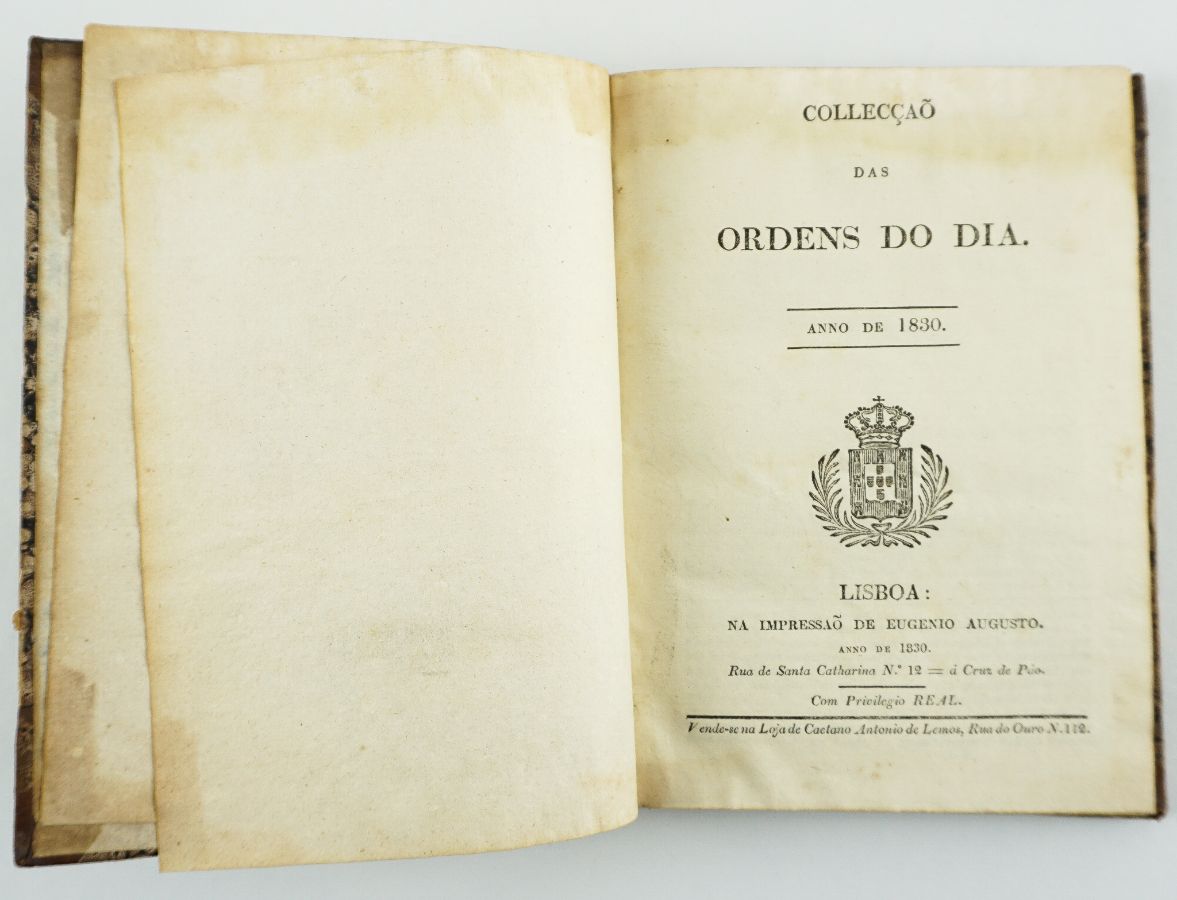 COLLECÇAÕ
DAS
ORDENS DO DIA.
ANNO DE 1830.
LISBOA:
NA IMPRESSAÕ DE EUGENIO AUGUSTO.
ANNO DE 1830.
Rua de Santa Catharina N.º 12 = á Cruz de Páo.
Com Privilegio REAL.
Vende-se na Loja de Caetano Antonio de Lemos, Rua do Ouro N. 112.